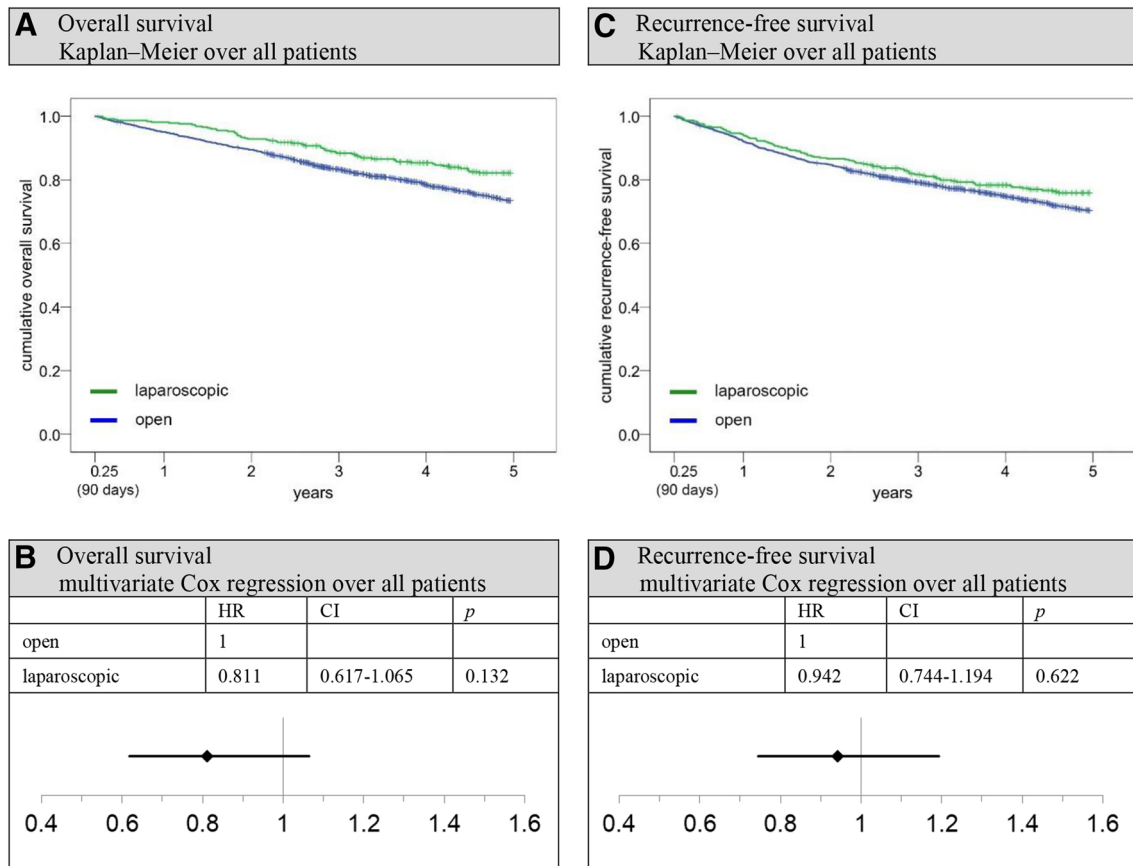 A Overall survival
Kaplan–Meier over all patients
1.0
0.8
0.6
0.4
0.2
0.0
cumulative overall survival
laparoscopic
open
0.25 1 2 3 4 5
(90 days)
years
C Recurrence-free survival
Kaplan–Meier over all patients
1.0
0.8
0.6
0.4
0.2
0.0
cumulative recurrence-free survival
laparoscopic
open
0.25 1 2 3 4 5
(90 days)
years
B Overall survival
multivariate Cox regression over all patients
HR CI p
open 1
laparoscopic 0.811 0.617-1.065 0.132
0.4 0.6 0.8 1 1.2 1.4 1.6
D Recurrence-free survival
multivariate Cox regression over all patients
HR CI p
open 1
laparoscopic 0.942 0.744-1.194 0.622
0.4 0.6 0.8 1 1.2 1.4 1.6